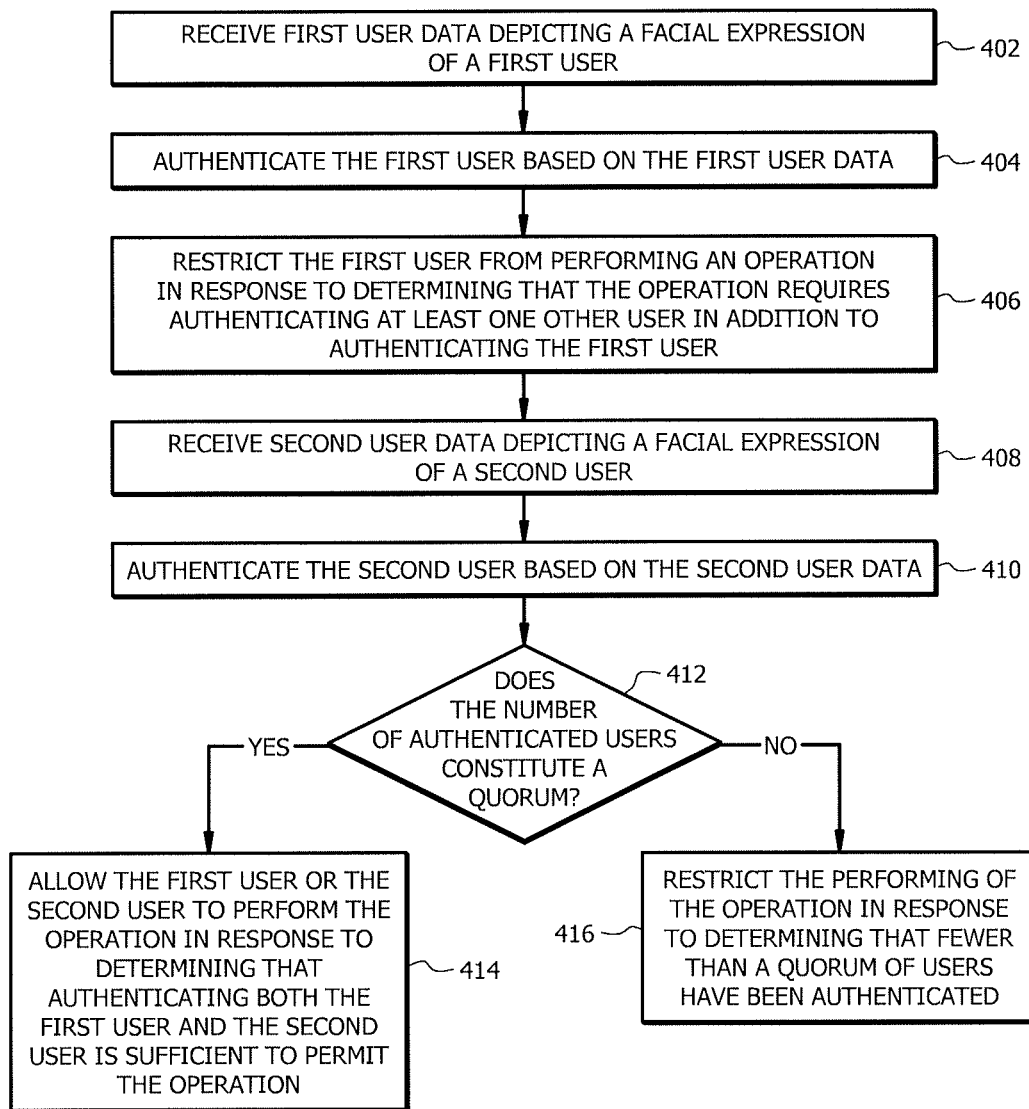 RECEIVE FIRST USER DATA DEPICTING A FACIAL EXPRESSION
OF A FIRST USER
402
AUTHENTICATE THE FIRST USER BASED ON THE FIRST USER DATA
404
RESTRICT THE FIRST USER FROM PERFORMING AN OPERATION
IN RESPONSE TO DETERMINING THAT THE OPERATION REQUIRES
AUTHENTICATING AT LEAST ONE OTHER USER IN ADDITION TO
AUTHENTICATING THE FIRST USER
406
RECEIVE SECOND USER DATA DEPICTING A FACIAL EXPRESSION
OF A SECOND USER
408
AUTHENTICATE THE SECOND USER BASED ON THE SECOND USER DATA
410
DOES
THE NUMBER
OF AUTHENTICATED USERS
CONSTITUTE A
QUORUM?
412
YES
NO
ALLOW THE FIRST USER OR THE
SECOND USER TO PERFORM THE
OPERATION IN RESPONSE TO
DETERMINING THAT
AUTHENTICATING BOTH THE
FIRST USER AND THE SECOND
USER IS SUFFICIENT TO PERMIT
THE OPERATION
414
RESTRICT THE PERFORMING OF
THE OPERATION IN RESPONSE
TO DETERMINING THAT FEWER
THAN A QUORUM OF USERS
HAVE BEEN AUTHENTICATED
416